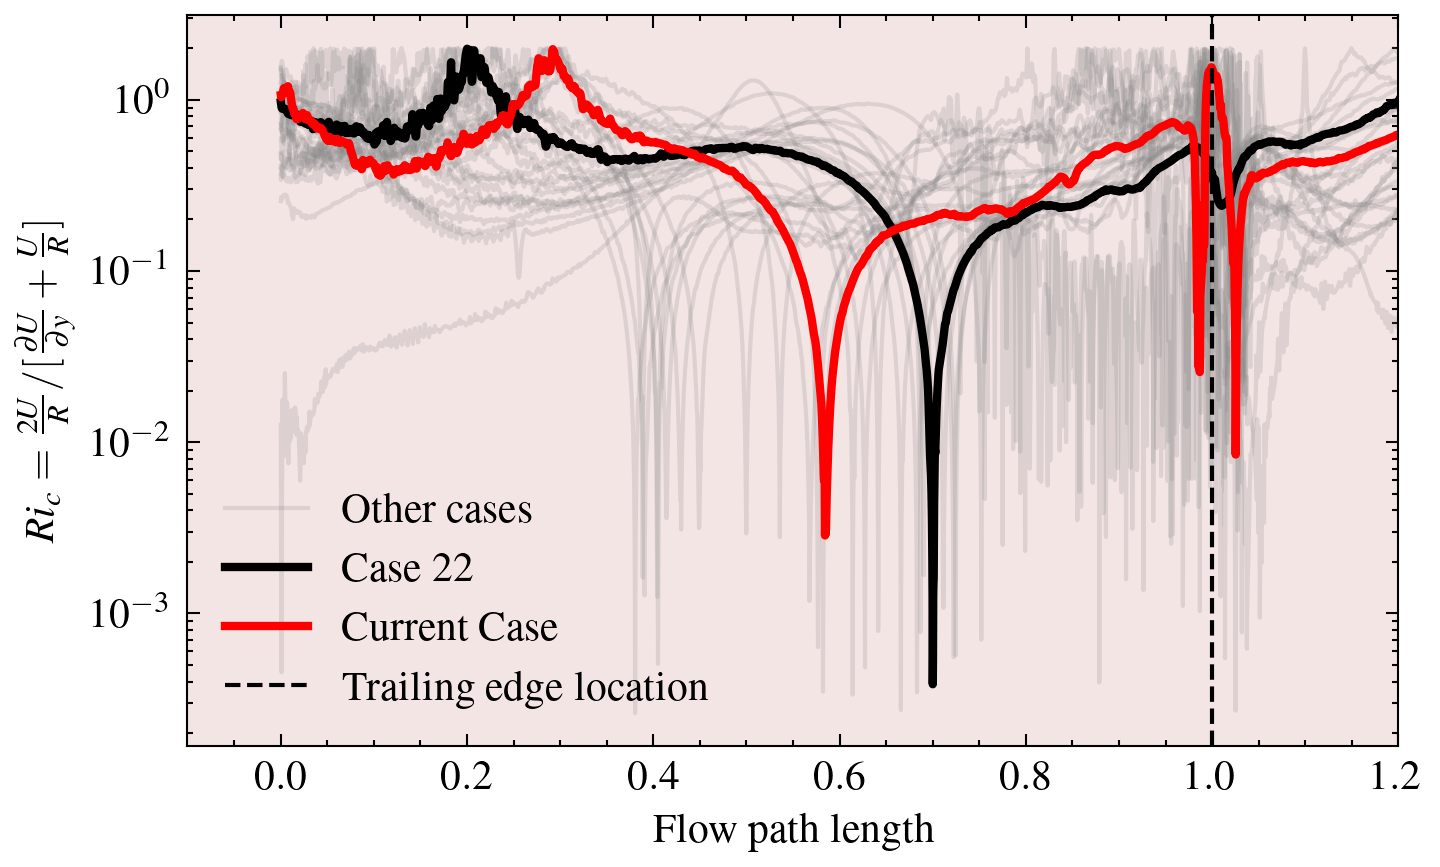 Ri_c = 2U/R / [∂U/∂y + U/R]
10^0
10^-1
10^-2
10^-3
Other cases
Case 22
Current Case
Trailing edge location
0.0 0.2 0.4 0.6 0.8 1.0 1.2
Flow path length